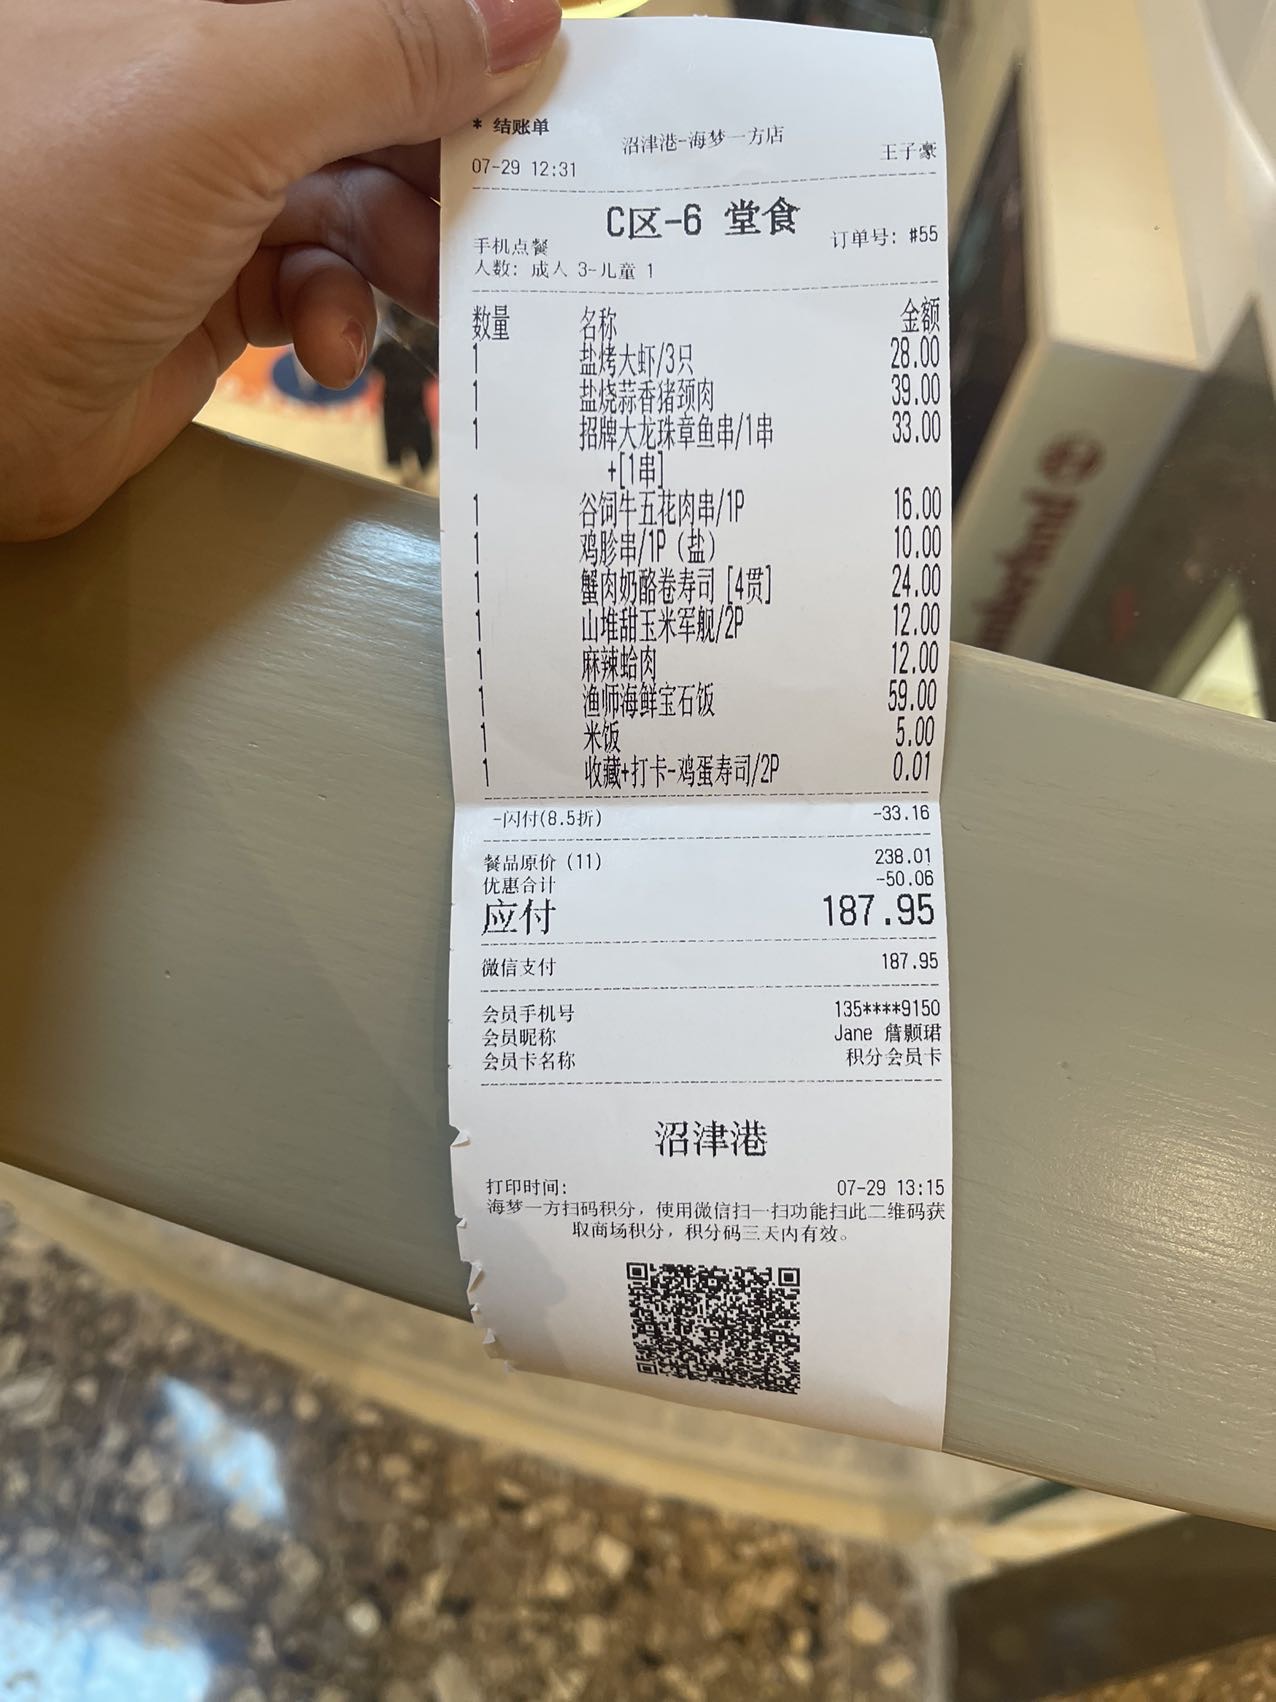 * 结账单
沼津港-海梦一方店
07-29 12:31 王子豪
C区-6 堂食
手机点餐 订单号: #55
人数: 成人 3-儿童 1
数量 名称 金额
1 盐烤大虾/3只 28.00
1 盐烧蒜香猪颈肉 39.00
1 招牌大龙珠章鱼串/1串 33.00
+[1串]
1 谷饲牛五花肉串/1P 16.00
1 鸡胗串/1P（盐） 10.00
1 蟹肉奶酪卷寿司 [4贯] 24.00
1 山堆甜玉米军舰/2P 12.00
1 麻辣蛤肉 12.00
1 渔师海鲜宝石饭 59.00
1 米饭 5.00
1 收藏+打卡-鸡蛋寿司/2P 0.01
-闪付(8.5折) -33.16
餐品原价 (11) 238.01
优惠合计 -50.06
应付 187.95
微信支付 187.95
会员手机号 135****9150
会员昵称 Jane 詹颢珺
会员卡名称 积分会员卡
沼津港
打印时间: 07-29 13:15
海梦一方扫码积分，使用微信扫一扫功能扫此二维码获
取商场积分，积分码三天内有效。